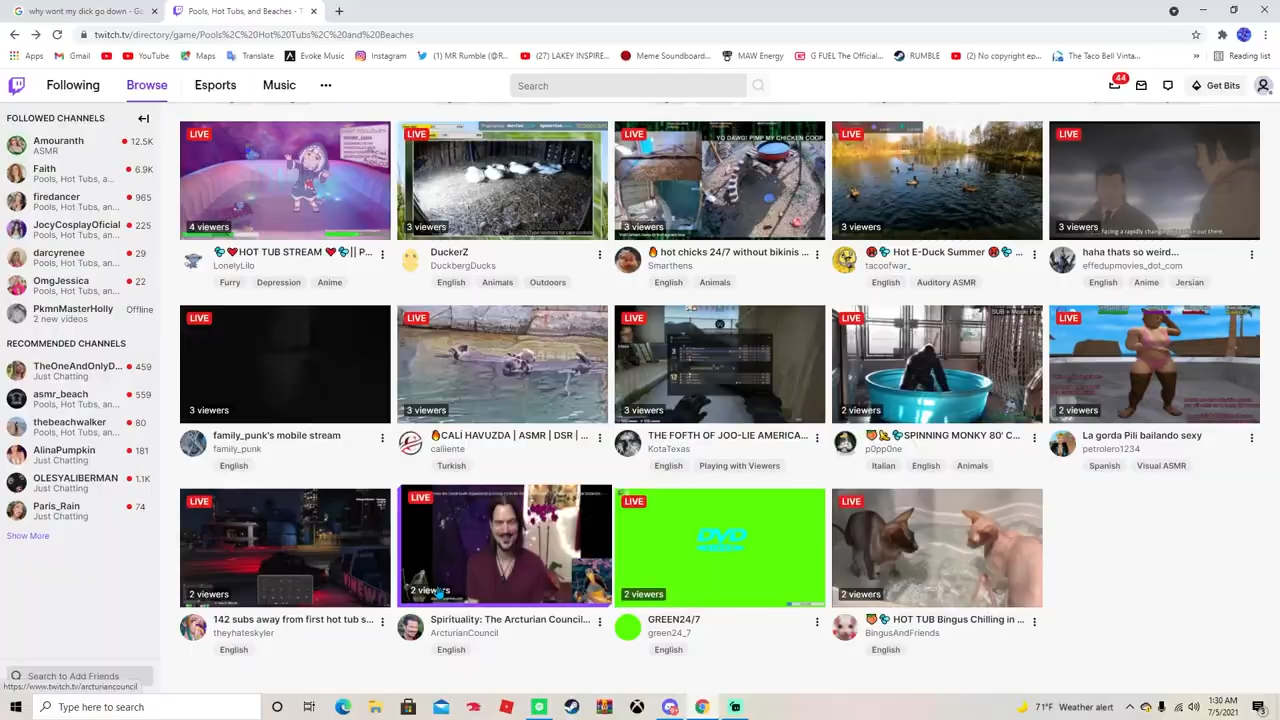 why wont my dick go down - Go
Pools, Hot Tubs, and Beaches - T
twitch.tv/directory/game/Pools%2C%20Hot%20Tubs%2C%20and%20Beaches
Apps
Gmail
YouTube
Maps
Translate
Evoke Music
Instagram
(1) MR Rumble (@R...
(27) LAKEY INSPIRE...
Meme Soundboard...
MAW Energy
G FUEL The Official...
RUMBLE
(2) No copyright ep...
The Taco Bell Vinta...
»
Reading list
Following
Browse
Esports
Music
Search
44
Get Bits
FOLLOWED CHANNELS
Amouranth
12.5K
ASMR
Faith
6.9K
Pools, Hot Tubs, a...
firedancer
965
Pools, Hot Tubs, a...
JocyCosplayOficial
225
Pools, Hot Tubs, a...
darcyrenee
29
Pools, Hot Tubs, a...
OmgJessica
22
Pools, Hot Tubs, a...
PkmnMasterHolly
Offline
2 new videos
RECOMMENDED CHANNELS
TheOneAndOnlyD...
459
Just Chatting
asmr_beach
559
Pools, Hot Tubs, an...
thebeachwalker
80
Pools, Hot Tubs, an...
AlinaPumpkin
181
Just Chatting
OLESYALIBERMAN
1.1K
Just Chatting
Paris_Rain
74
Just Chatting
Show More
Search to Add Friends
https://www.twitch.tv/arcturiancouncil
LIVE
4 viewers
HOT TUB STREAM || P...
LonelyLilo
Furry
Depression
Anime
LIVE
3 viewers
DuckerZ
DuckbergDucks
English
Animals
Outdoors
LIVE
YO DAWG! PIMP MY CHICKEN COOP
3 viewers
hot chicks 24/7 without bikinis ...
Smarthens
English
Animals
LIVE
3 viewers
Hot E-Duck Summer ...
tacoofwar_
English
Auditory ASMR
LIVE
facing a rapidly changing
out there.
3 viewers
haha thats so weird...
effedupmovies_dot_com
English
Anime
Jersian
LIVE
3 viewers
family_punk's mobile stream
family_punk
English
LIVE
3 viewers
CALİ HAVUZDA | ASMR | DSR | ...
calliente
Turkish
LIVE
3 viewers
THE FOFTH OF JOO-LIE AMERICA...
KotaTexas
English
Playing with Viewers
LIVE
2 viewers
SPINNING MONKY 80' C...
p0pp0ne
Italian
English
Animals
LIVE
2 viewers
La gorda Pili bailando sexy
petrolero1234
Spanish
Visual ASMR
LIVE
2 viewers
142 subs away from first hot tub s...
theyhateskyler
English
LIVE
2 viewers
Spirituality: The Arcturian Council...
ArcturianCouncil
English
LIVE
DVD
2 viewers
GREEN24/7
green24_7
English
LIVE
2 viewers
HOT TUB Bingus Chilling in ...
BingusAndFriends
English
Type here to search
71°F Weather alert
1:30 AM
7/5/2021
3